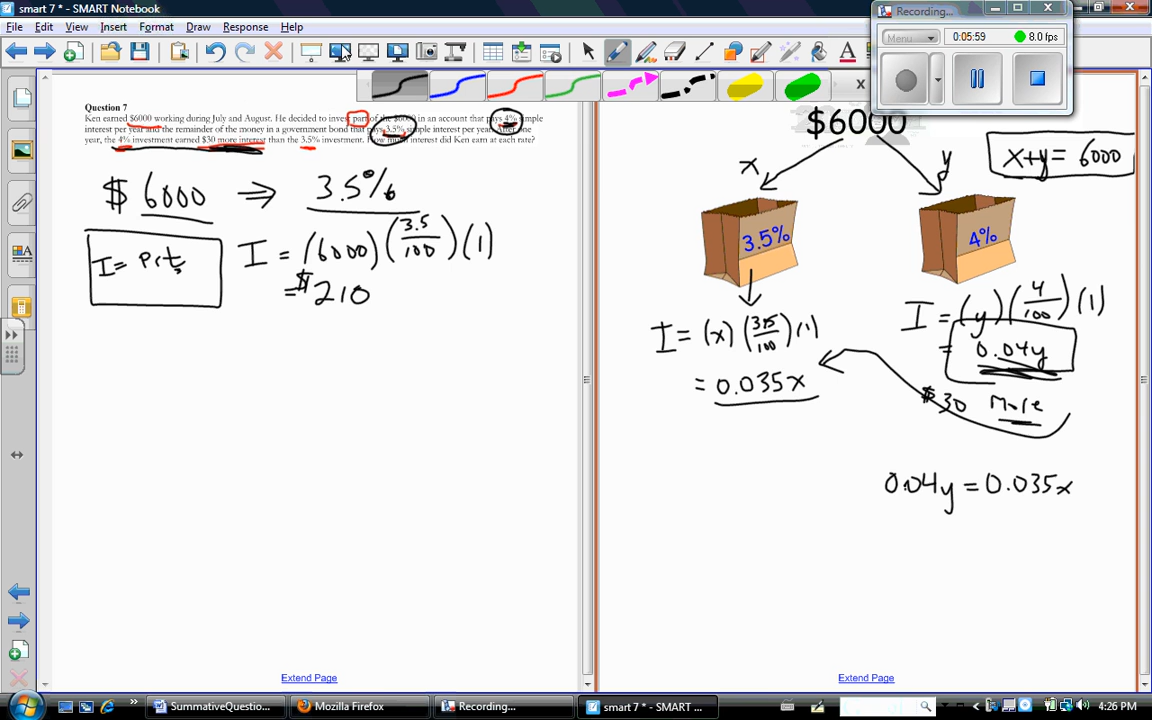 smart 7 * - SMART Notebook
Recording...
File Edit View Insert Format Draw Response Help
Menu 0:05:59 8.0 fps
Question 7
Ken earned $6000 working during July and August. He decided to invest part of the $6000 in an account that pays 4% simple
interest per year and the remainder of the money in a government bond that pays 3.5% simple interest per year. After one
year, the 4% investment earned $30 more interest than the 3.5% investment. How much interest did Ken earn at each rate?
$ 6000 ⇒ 3.5%
I = Prt
I = (6000)(3.5/100)(1)
= $210
$6000
x
y
x+y = 6000
3.5%
4%
I = (x)(3.5/100)(1)
= 0.035x
I = (y)(4/100)(1)
= 0.04y
$30 More
0.04y = 0.035x
Extend Page
Extend Page
SummativeQuestio...
Mozilla Firefox
Recording...
smart 7 * - SMART ...
4:26 PM